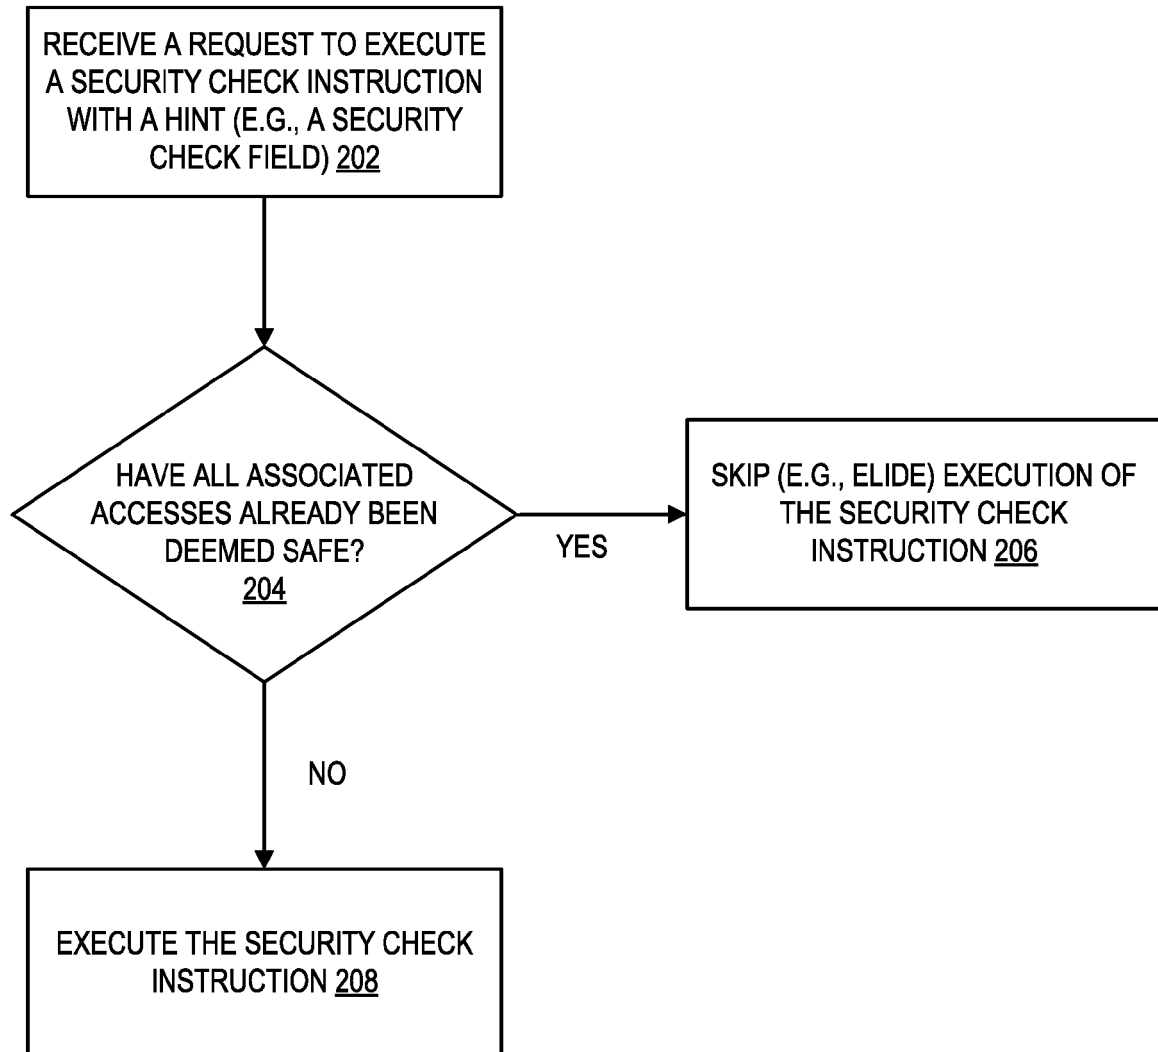 RECEIVE A REQUEST TO EXECUTE
A SECURITY CHECK INSTRUCTION
WITH A HINT (E.G., A SECURITY
CHECK FIELD) 202
HAVE ALL ASSOCIATED
ACCESSES ALREADY BEEN
DEEMED SAFE?
204
YES
SKIP (E.G., ELIDE) EXECUTION OF
THE SECURITY CHECK
INSTRUCTION 206
NO
EXECUTE THE SECURITY CHECK
INSTRUCTION 208